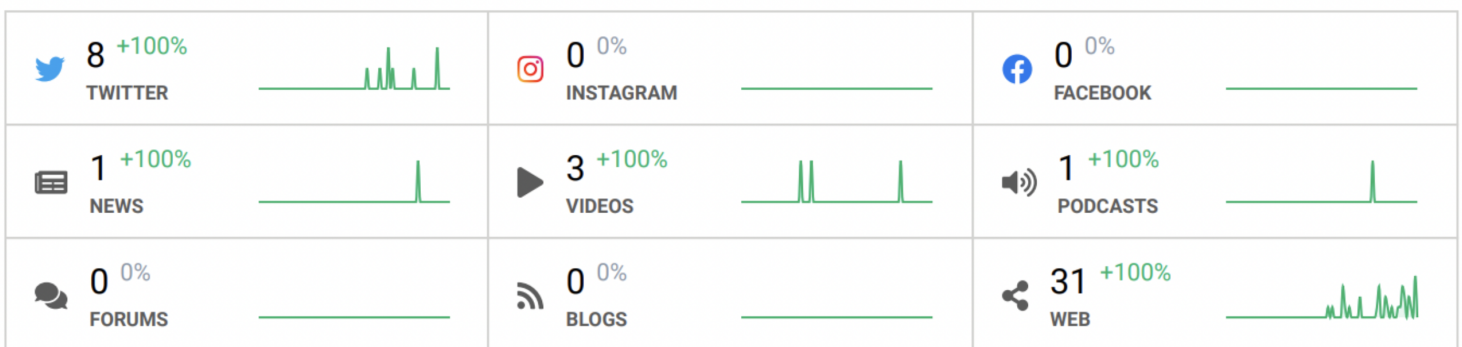 8 +100%
TWITTER
0 0%
INSTAGRAM
0 0%
FACEBOOK
1 +100%
NEWS
3 +100%
VIDEOS
1 +100%
PODCASTS
0 0%
FORUMS
0 0%
BLOGS
31 +100%
WEB